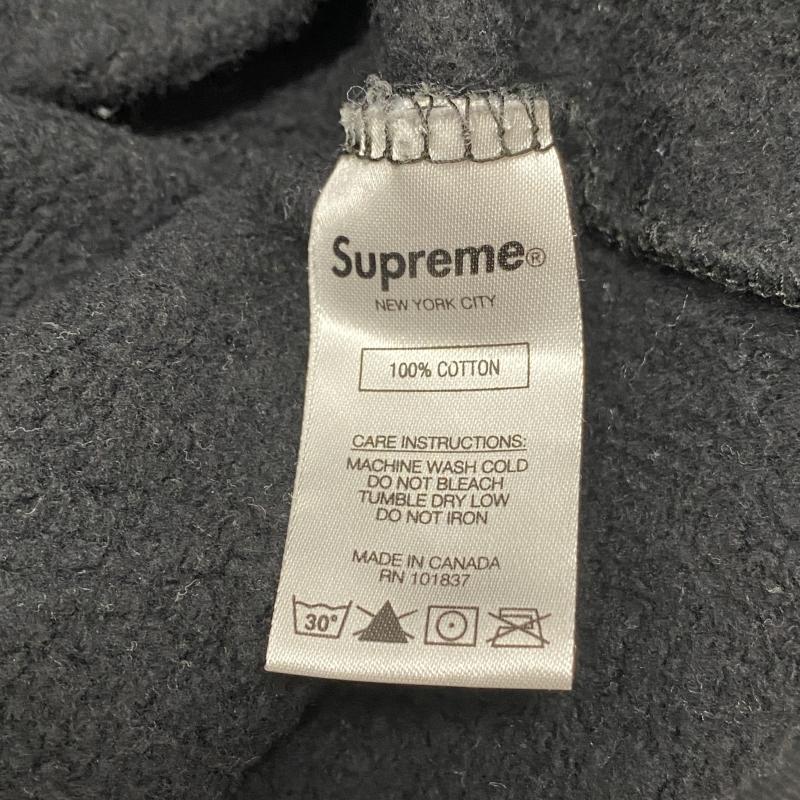 Supreme®
NEW YORK CITY
100% COTTON
CARE INSTRUCTIONS:
MACHINE WASH COLD
DO NOT BLEACH
TUMBLE DRY LOW
DO NOT IRON
MADE IN CANADA
RN 101837
30°